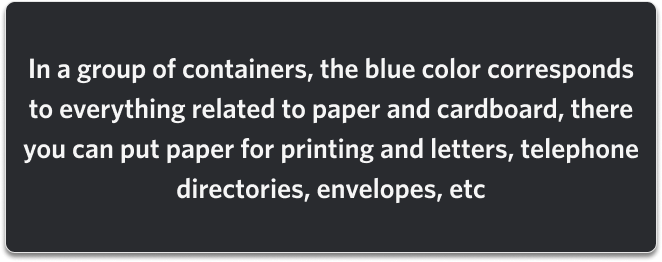 In a group of containers, the blue color corresponds
to everything related to paper and cardboard, there
you can put paper for printing and letters, telephone
directories, envelopes, etc